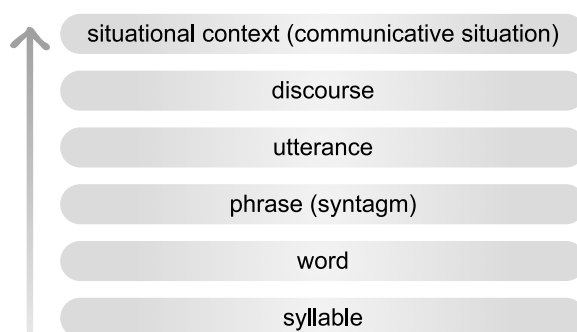 situational context (communicative situation)
discourse
utterance
phrase (syntagm)
word
syllable